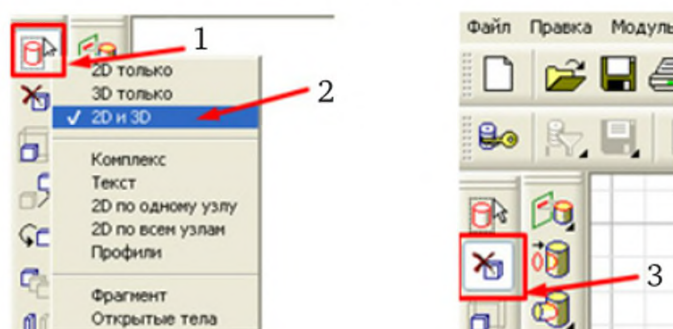 1
2D только
3D только
2D и 3D
2
Комплекс
Текст
2D по одному узлу
2D по всем узлам
Профили
Фрагмент
Открытые тела
Файл Правка Модуль
3